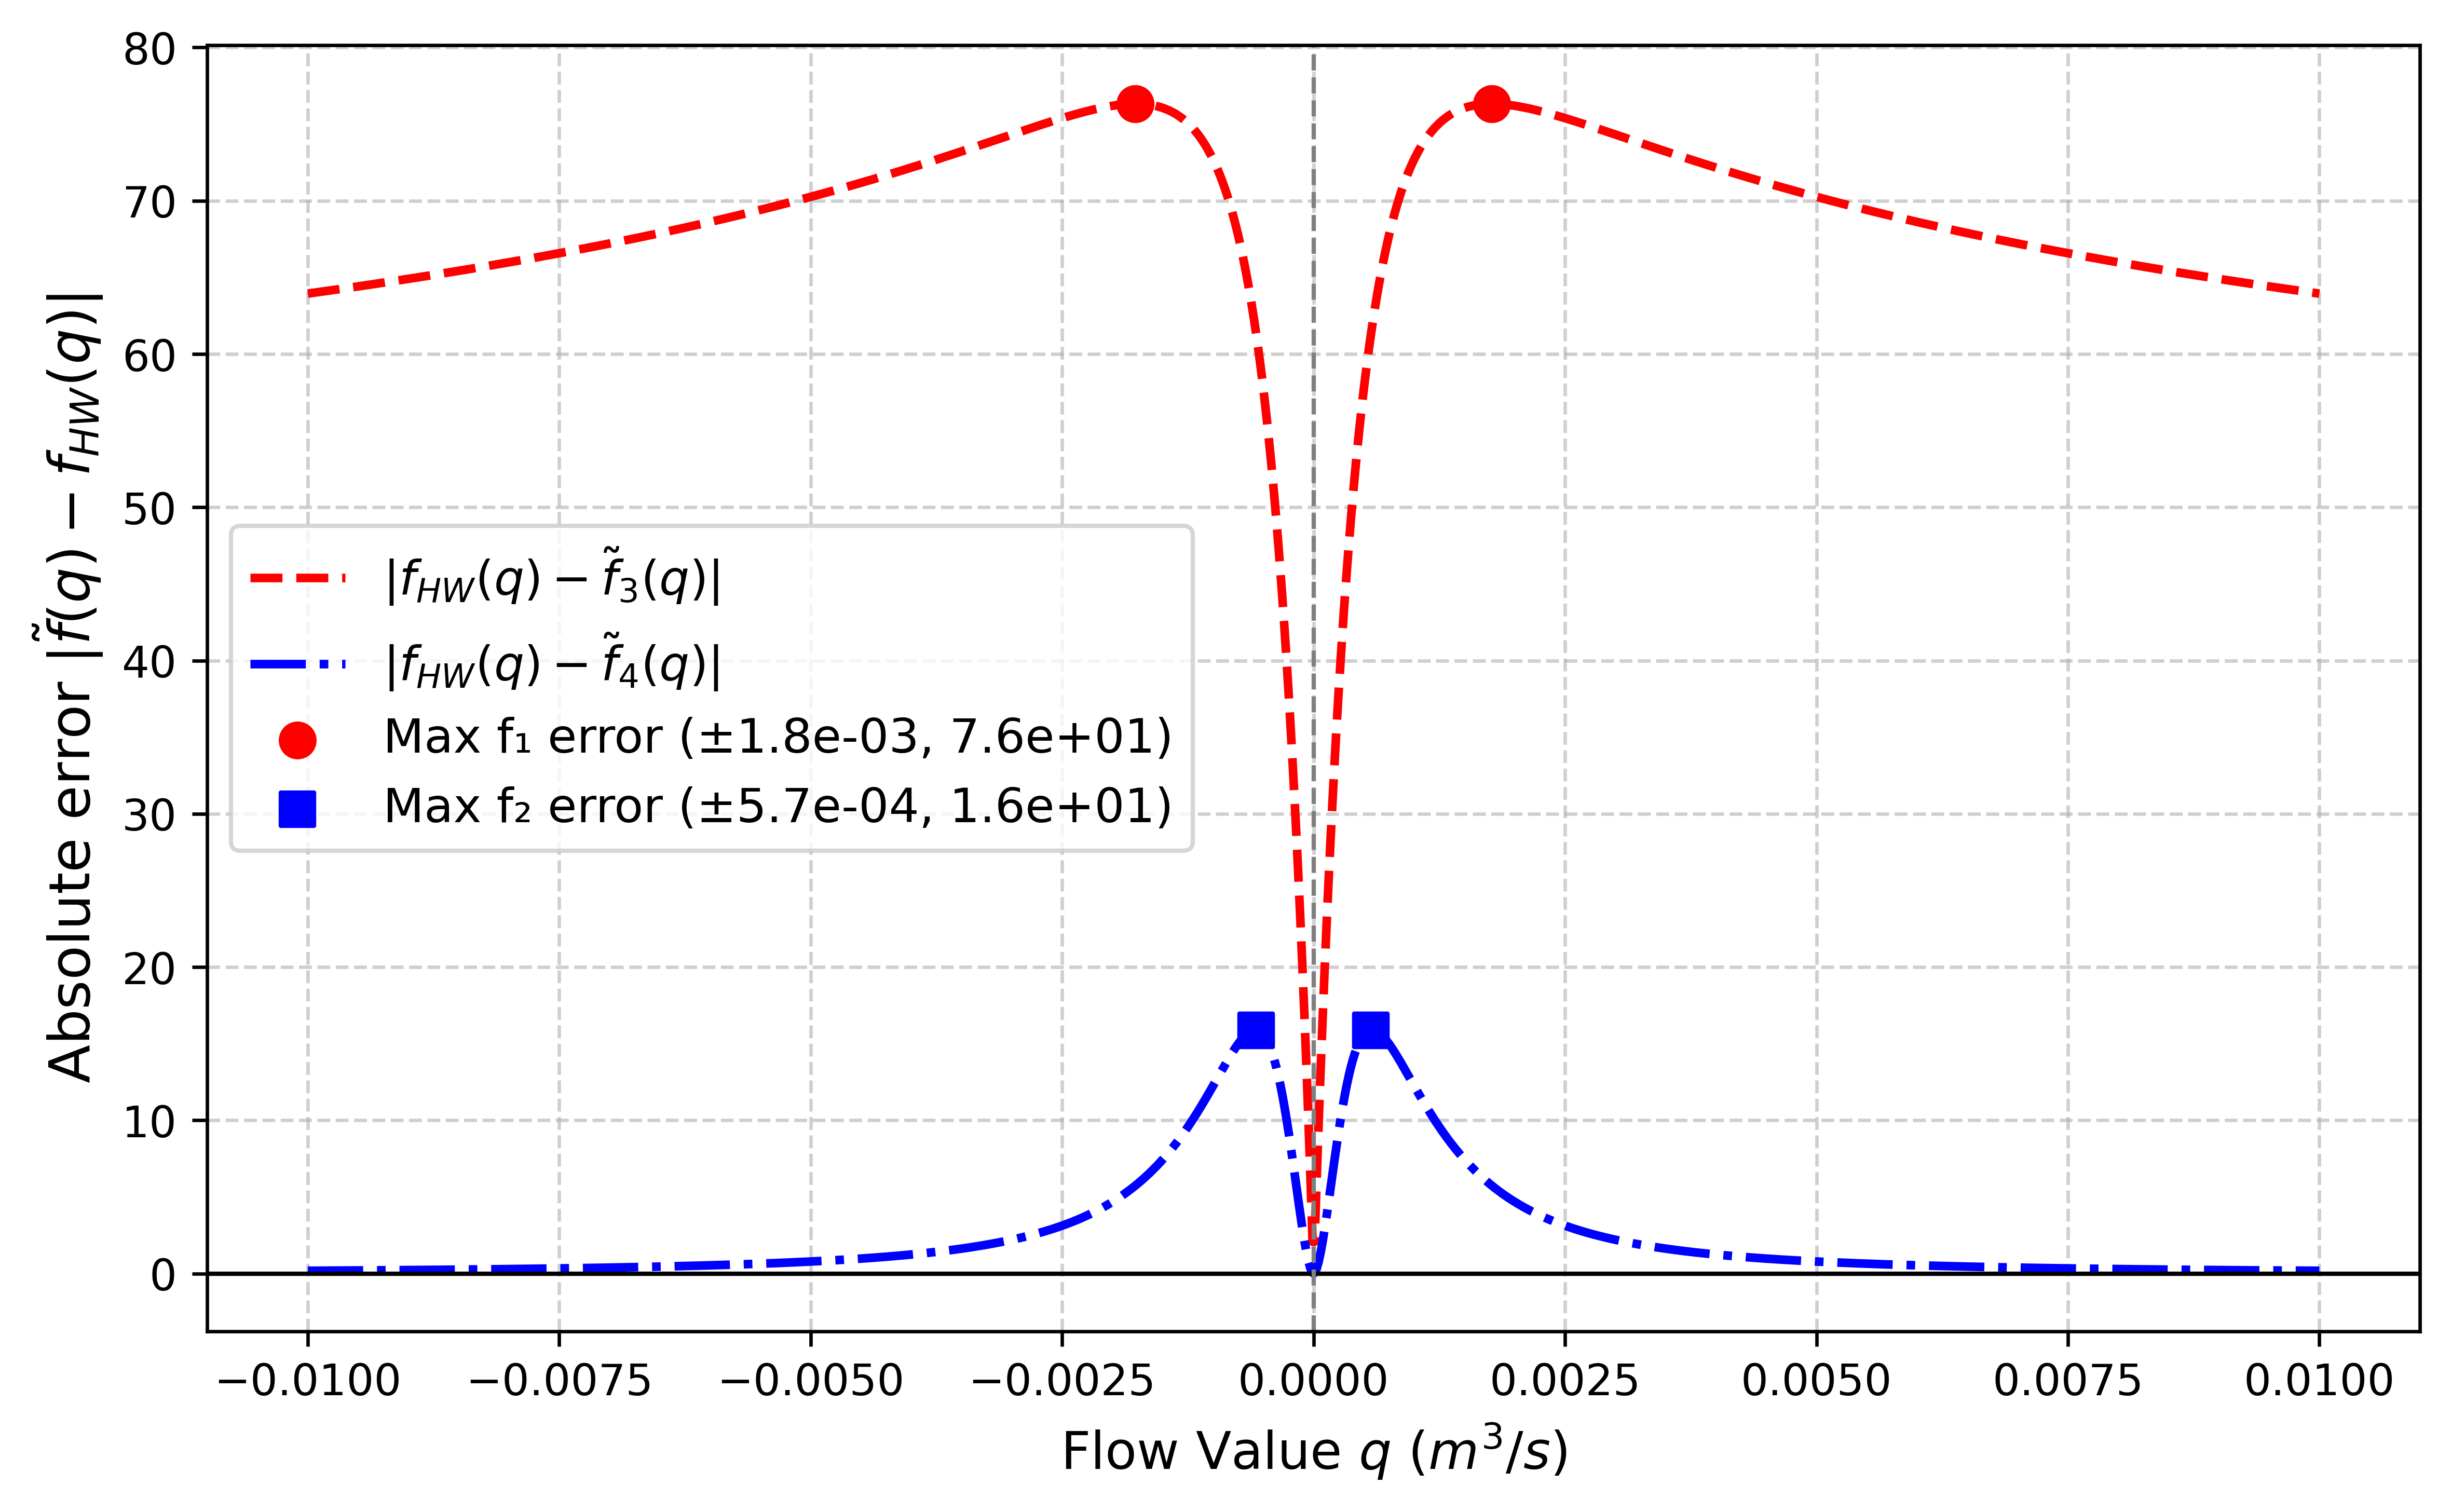 Absolute error |f̃(q) − f_HW(q)|
80
70
60
50
40
30
20
10
0
|f_HW(q) − f̃_3(q)|
|f_HW(q) − f̃_4(q)|
Max f₁ error (±1.8e-03, 7.6e+01)
Max f₂ error (±5.7e-04, 1.6e+01)
−0.0100 −0.0075 −0.0050 −0.0025 0.0000 0.0025 0.0050 0.0075 0.0100
Flow Value q (m³/s)